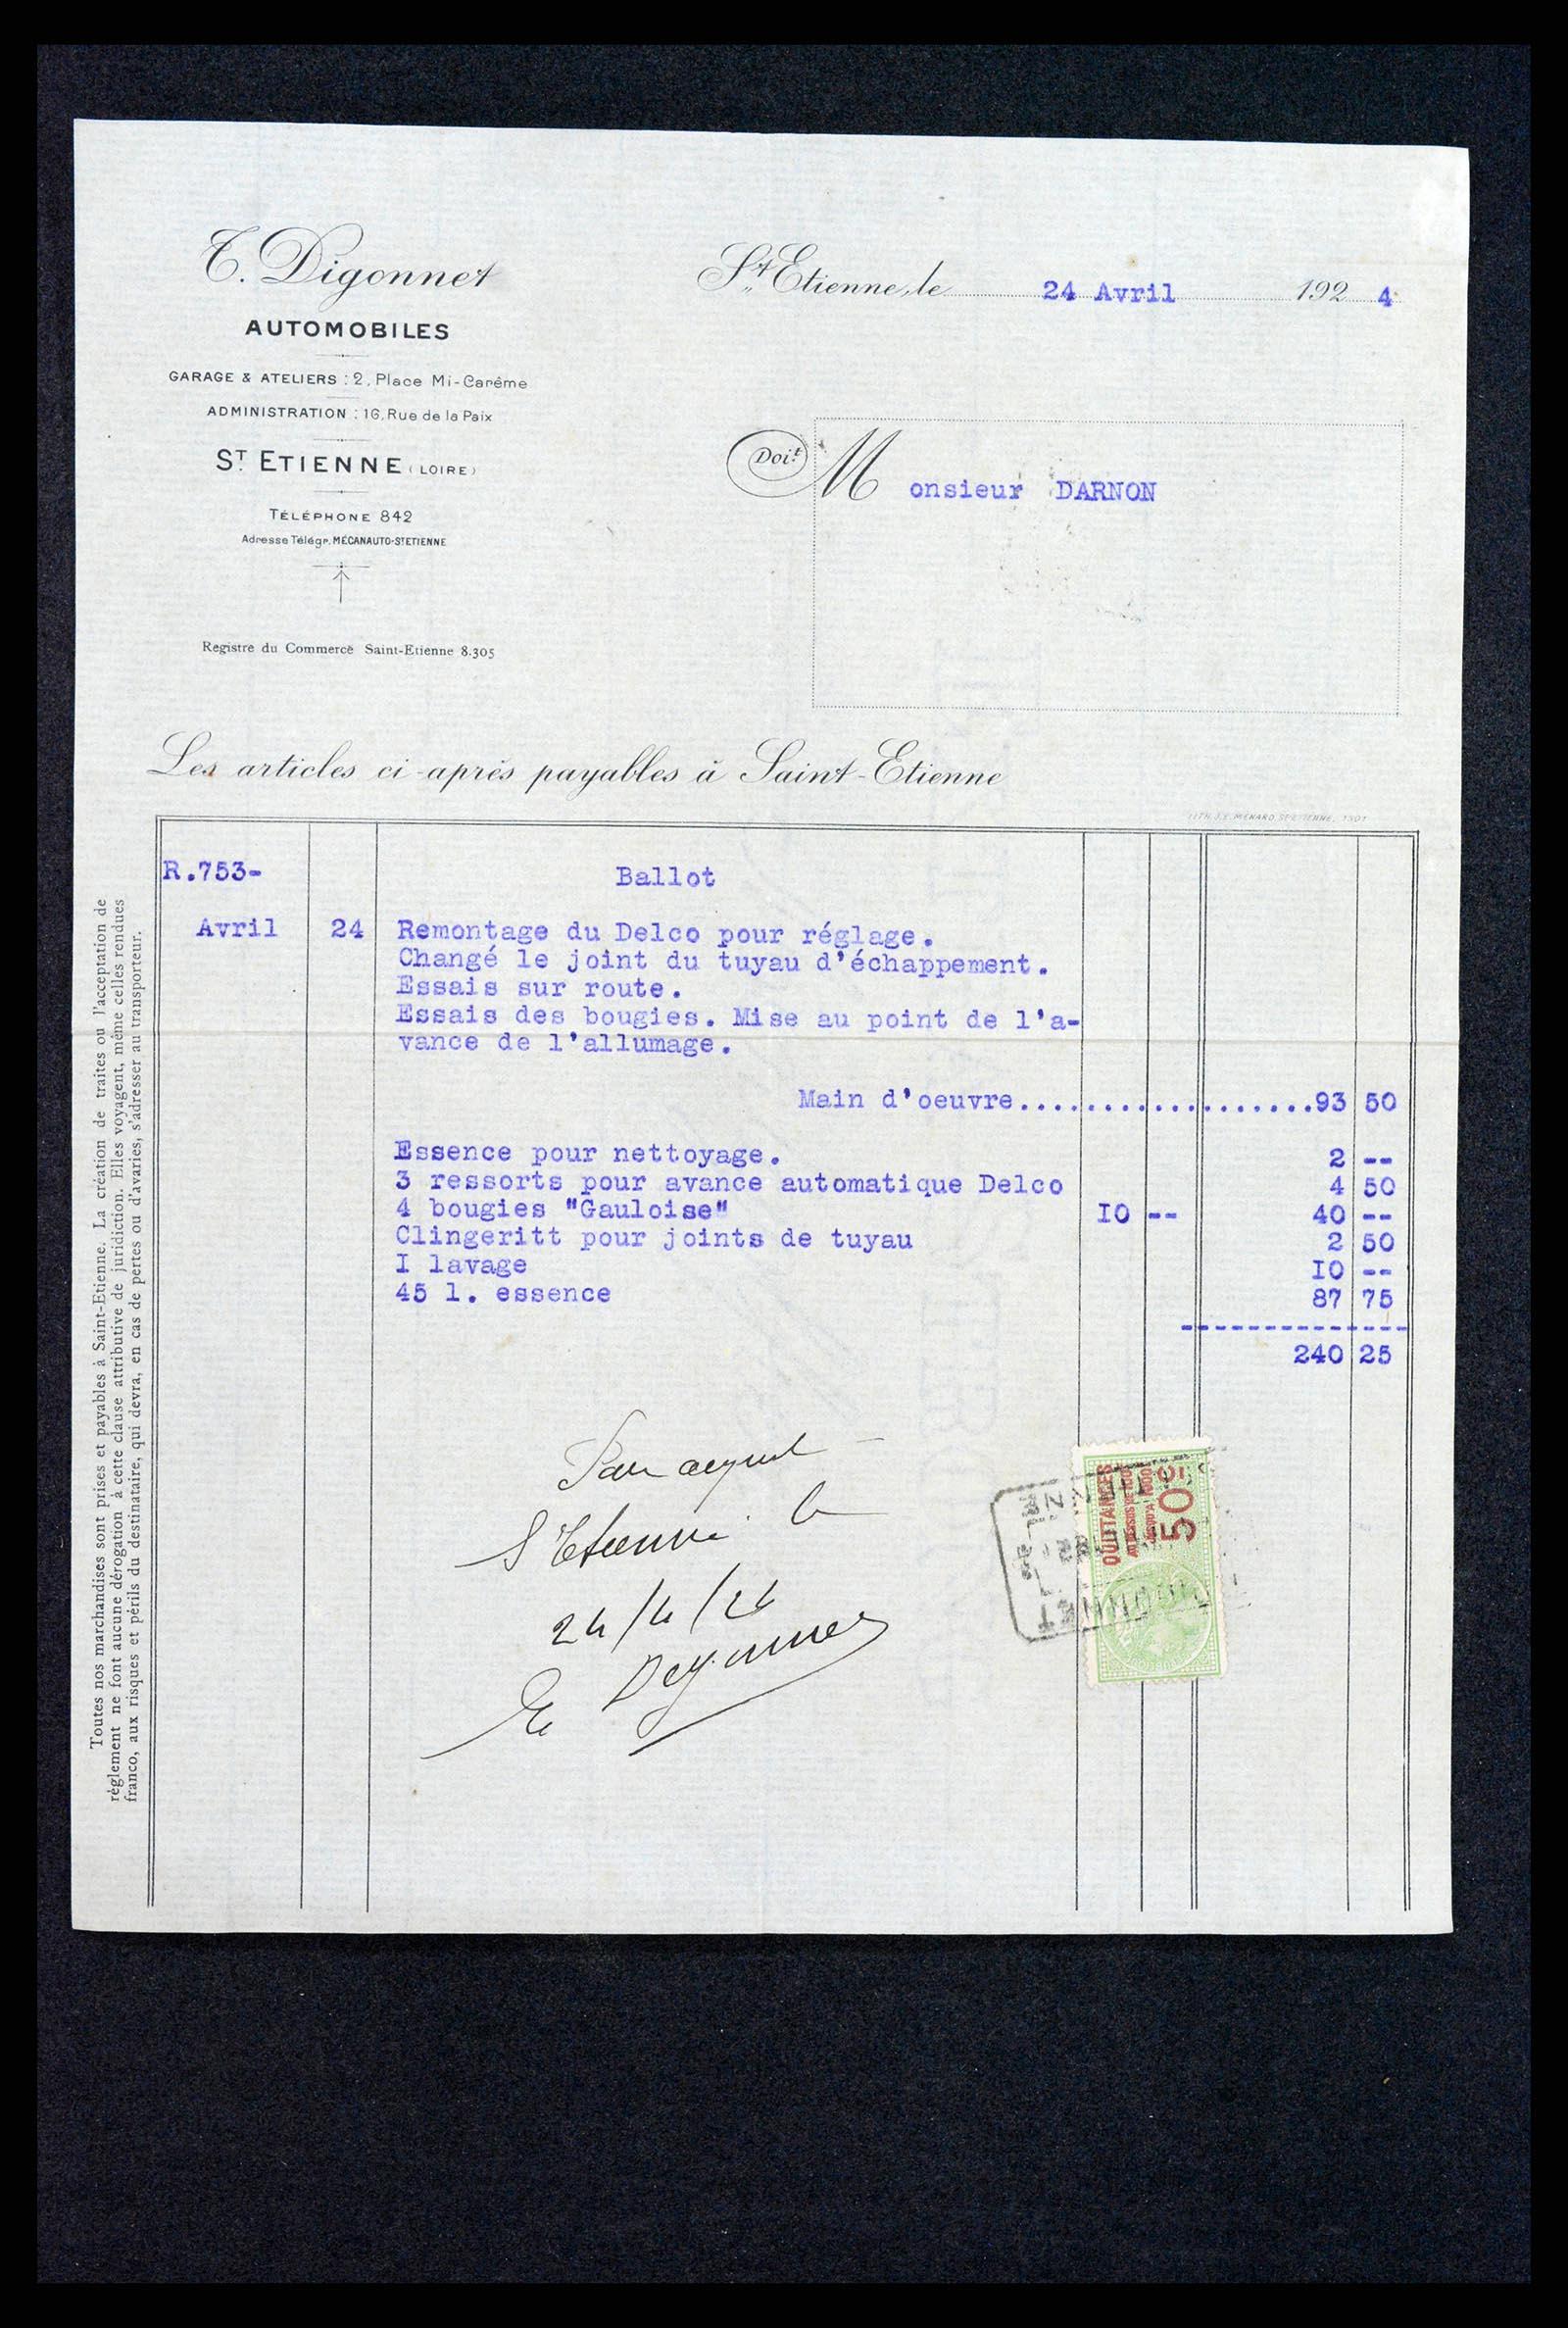 T. Digonnet
AUTOMOBILES
GARAGE & ATELIERS : 2, Place Mi-Carême
ADMINISTRATION : 16, Rue de la Paix
ST ETIENNE (LOIRE)
TÉLÉPHONE 842
Adresse Télégr. MÉCANAUTO-ST ETIENNE
Registre du Commerce Saint-Etienne 8.305
St Etienne, le 24 Avril 192 4
Doit M onsieur DARNON
Les articles ci-après payables à Saint-Etienne
R.753- Ballot
Avril 24 Remontage du Delco pour réglage.
Changé le joint du tuyau d'échappement.
Essais sur route.
Essais des bougies. Mise au point de l'a-
vance de l'allumage.
Main d'oeuvre......................93 50
Essence pour nettoyage. 2 --
3 ressorts pour avance automatique Delco 4 50
4 bougies "Gauloise" IO -- 40 --
Clingeritt pour joints de tuyau 2 50
I lavage IO --
45 l. essence 87 75
240 25
Pour acquit
St Etienne le
24/4/24
Digonnet
QUITTANCES
50c
DIGONNET
Toutes nos marchandises sont prises et payables à Saint-Etienne. La création de traites ou l'acceptation de
règlement ne font aucune dérogation à cette clause attributive de juridiction. Elles voyagent, même celles rendues
franco, aux risques et périls du destinataire, qui devra, en cas de pertes ou d'avaries, s'adresser au transporteur.